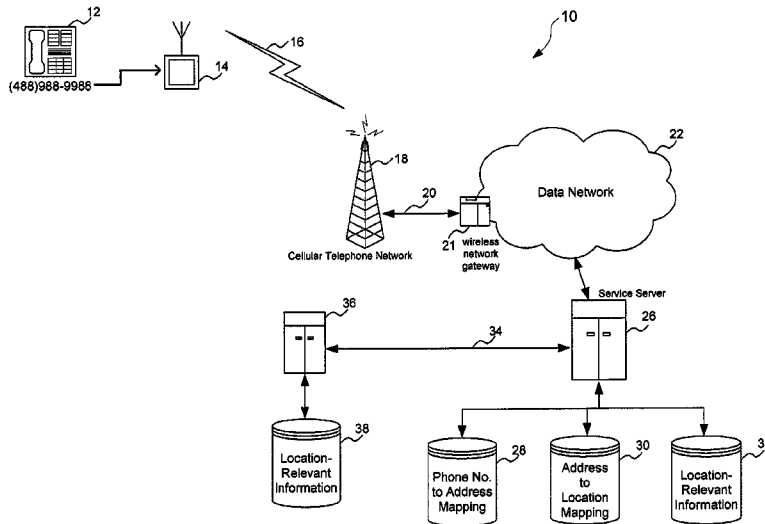 12
16
10
14
(488)988-9988
18
22
Data Network
20
21
wireless
network
gateway
Cellular Telephone Network
Service Server
36
26
34
38
Location-
Relevant
Information
28
Phone No.
to Address
Mapping
30
Address
to
Location
Mapping
3
Location-
Relevant
Information